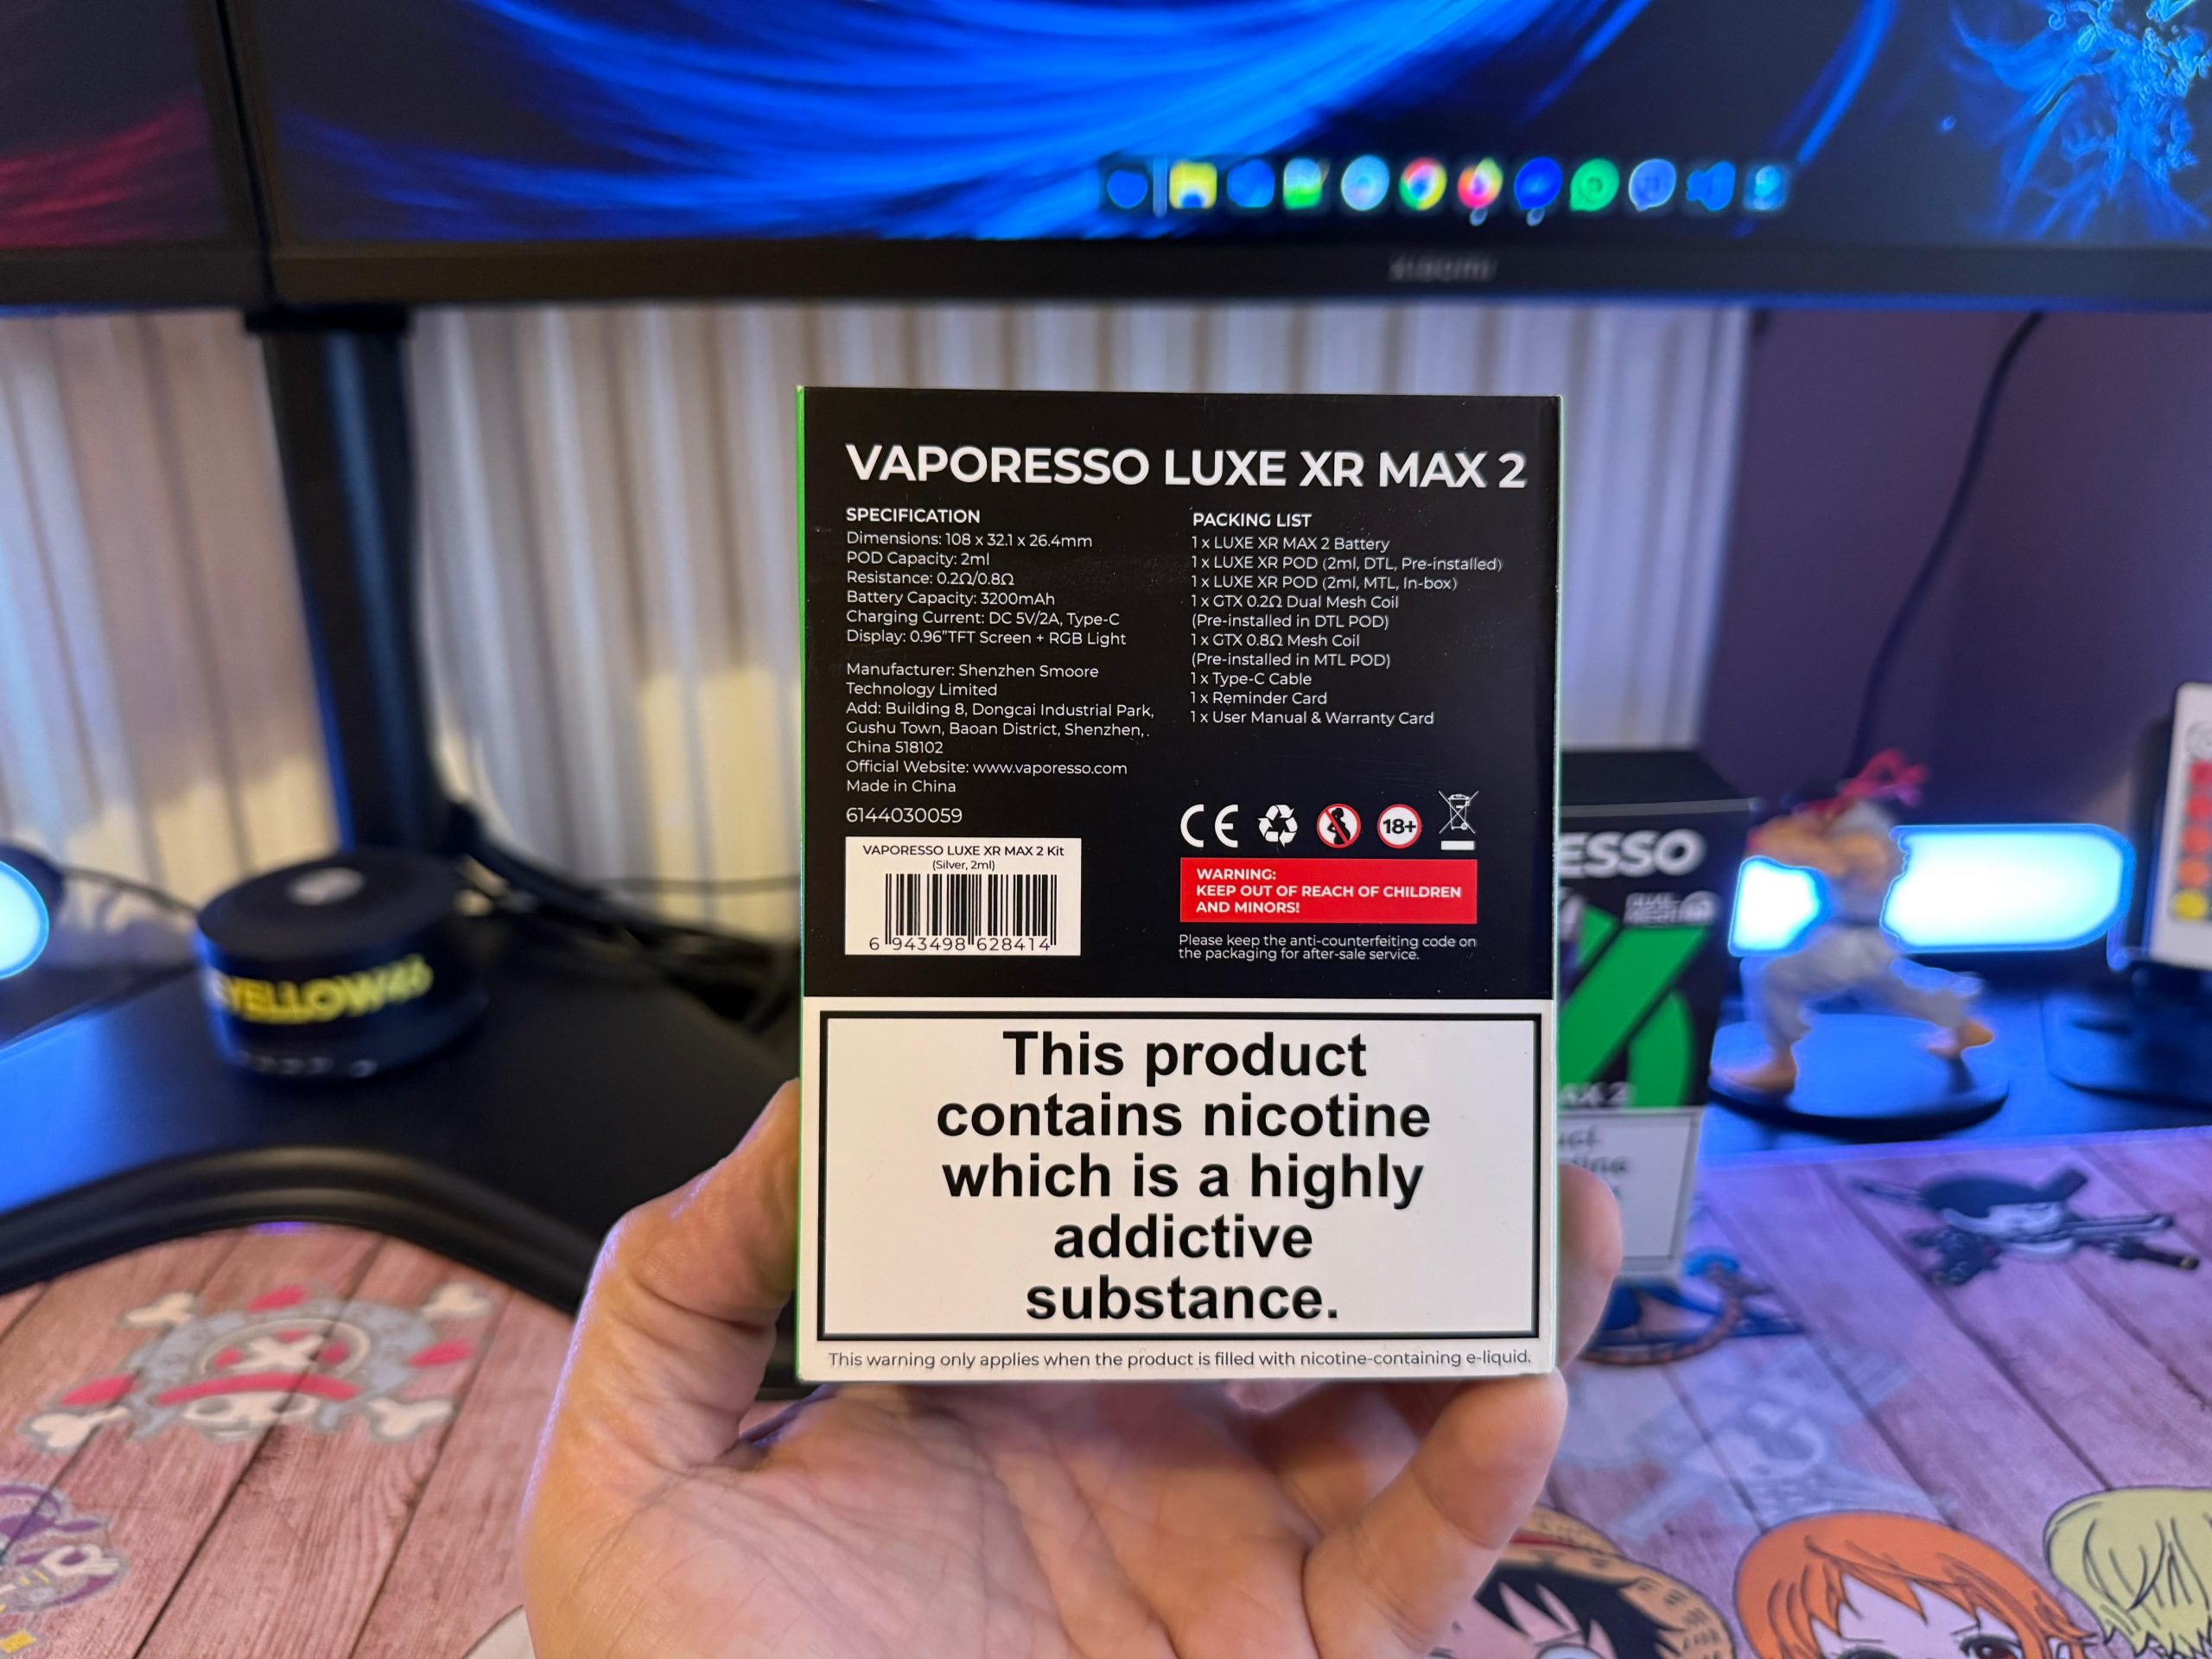 xiaomi
VAPORESSO LUXE XR MAX 2
SPECIFICATION
Dimensions: 108 x 32.1 x 26.4mm
POD Capacity: 2ml
Resistance: 0.2Ω/0.8Ω
Battery Capacity: 3200mAh
Charging Current: DC 5V/2A, Type-C
Display: 0.96"TFT Screen + RGB Light
Manufacturer: Shenzhen Smoore
Technology Limited
Add: Building 8, Dongcai Industrial Park,
Gushu Town, Baoan District, Shenzhen, .
China 518102
Official Website: www.vaporesso.com
Made in China
6144030059
VAPORESSO LUXE XR MAX 2 Kit
(Silver, 2ml)
6 943498 628414
PACKING LIST
1 x LUXE XR MAX 2 Battery
1 x LUXE XR POD (2ml, DTL, Pre-installed)
1 x LUXE XR POD (2ml, MTL, In-box)
1 x GTX 0.2Ω Dual Mesh Coil
(Pre-installed in DTL POD)
1 x GTX 0.8Ω Mesh Coil
(Pre-installed in MTL POD)
1 x Type-C Cable
1 x Reminder Card
1 x User Manual & Warranty Card
CE
18+
WARNING:
KEEP OUT OF REACH OF CHILDREN
AND MINORS!
Please keep the anti-counterfeiting code on
the packaging for after-sale service.
This product
contains nicotine
which is a highly
addictive
substance.
This warning only applies when the product is filled with nicotine-containing e-liquid.
YELLOW
ESSO